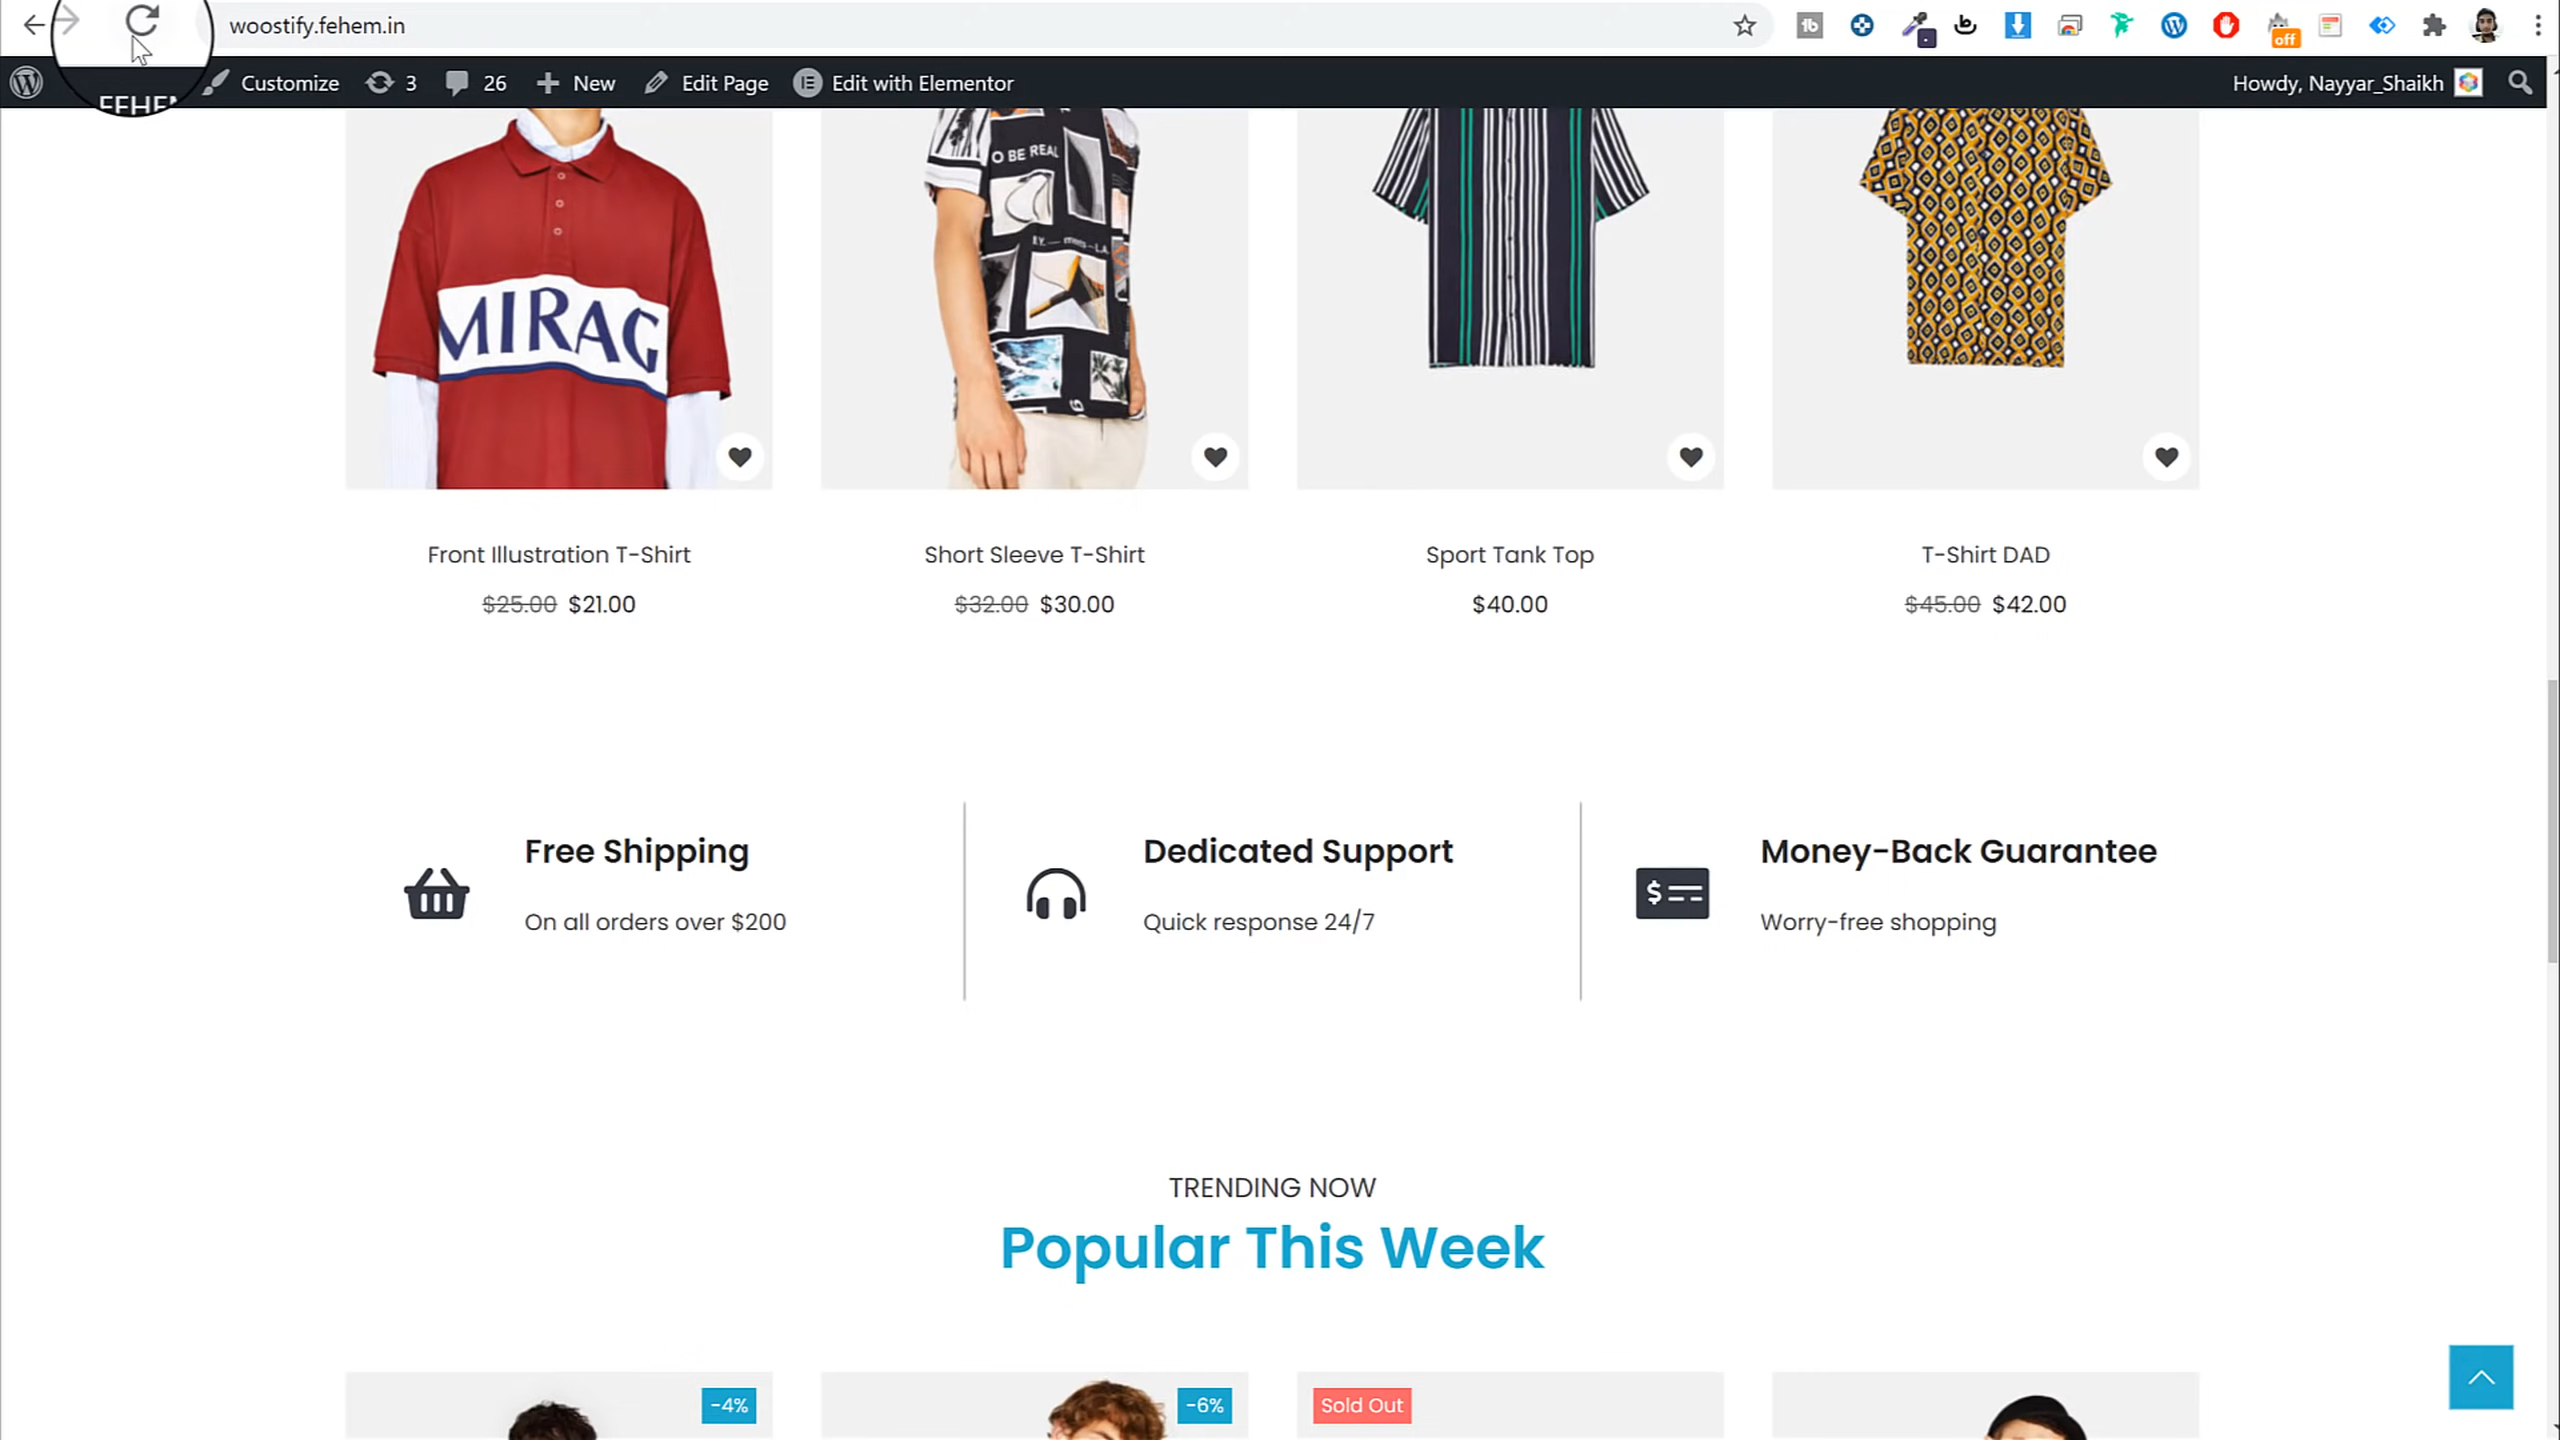 woostify.fehem.in
off
FEHEM
Customize
3
26
New
Edit Page
Edit with Elementor
Howdy, Nayyar_Shaikh
O BE REAL
MIRAG
Front Illustration T-Shirt
$25.00 $21.00
Short Sleeve T-Shirt
$32.00 $30.00
Sport Tank Top
$40.00
T-Shirt DAD
$45.00 $42.00
Free Shipping
On all orders over $200
Dedicated Support
Quick response 24/7
Money-Back Guarantee
Worry-free shopping
TRENDING NOW
Popular This Week
-4%
-6%
Sold Out